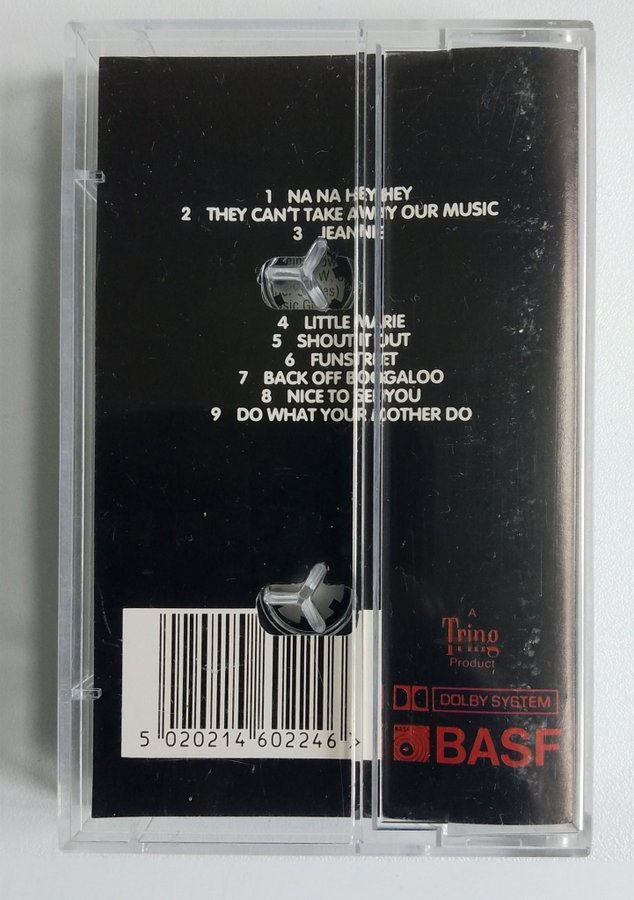 1 NA NA HEY HEY
2 THEY CAN'T TAKE AWAY OUR MUSIC
3 JEANNIE
4 LITTLE MARIE
5 SHOUT IT OUT
6 FUNSTREET
7 BACK OFF BOOGALOO
8 NICE TO SEE YOU
9 DO WHAT YOUR MOTHER DO
A
Tring
Product
DOLBY SYSTEM
BASF
5 020214 602246 >